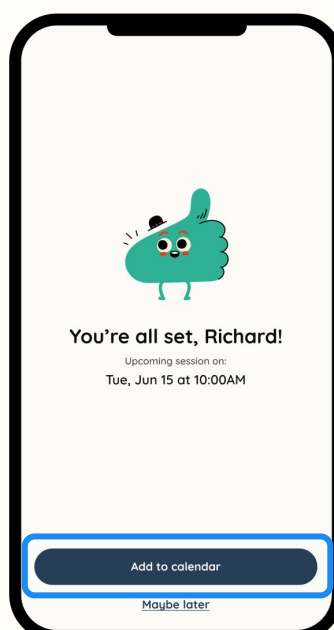 You’re all set, Richard!
Upcoming session on:
Tue, Jun 15 at 10:00AM
Add to calendar
Maybe later